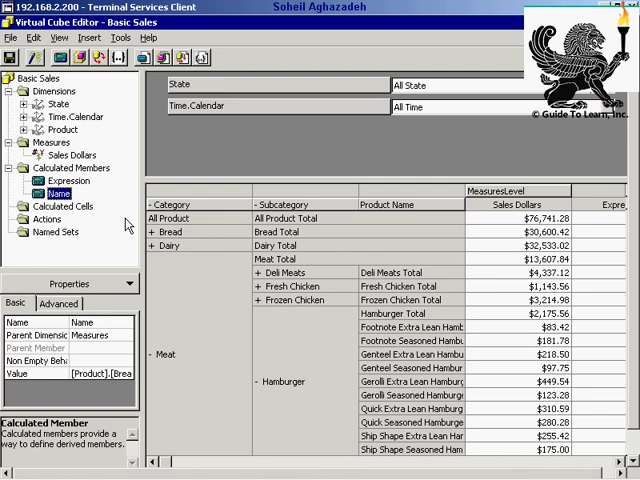 192.168.2.200 - Terminal Services Client
Soheil Aghazadeh
Virtual Cube Editor - Basic Sales
File Edit View Insert Tools Help
© Guide To Learn, Inc.
Basic Sales
Dimensions
State
Time.Calendar
Product
Measures
Sales Dollars
Calculated Members
Expression
Name
Calculated Cells
Actions
Named Sets
Properties
Basic Advanced
Name Name
Parent Dimensio Measures
Parent Member
Non Empty Beha
Value [Product].[Brea
Calculated Member
Calculated members provide a
way to define derived members.
State All State
Time.Calendar All Time
MeasuresLevel
- Category - Subcategory Product Name Sales Dollars Expre
All Product All Product Total $76,741.28
+ Bread Bread Total $30,600.42
+ Dairy Dairy Total $32,533.02
- Meat Meat Total $13,607.84
+ Deli Meats Deli Meats Total $4,337.12
+ Fresh Chicken Fresh Chicken Total $1,143.56
+ Frozen Chicken Frozen Chicken Total $3,214.98
- Hamburger Hamburger Total $2,175.56
Footnote Extra Lean Hamb $83.42
Footnote Seasoned Hambu $181.78
Genteel Extra Lean Hambu $218.50
Genteel Seasoned Hambur $97.75
Gerolli Extra Lean Hamburg $449.54
Gerolli Seasoned Hamburg $123.28
Quick Extra Lean Hamburg $310.59
Quick Seasoned Hamburge $280.28
Ship Shape Extra Lean Har $255.42
Ship Shape Seasoned Ham $175.00